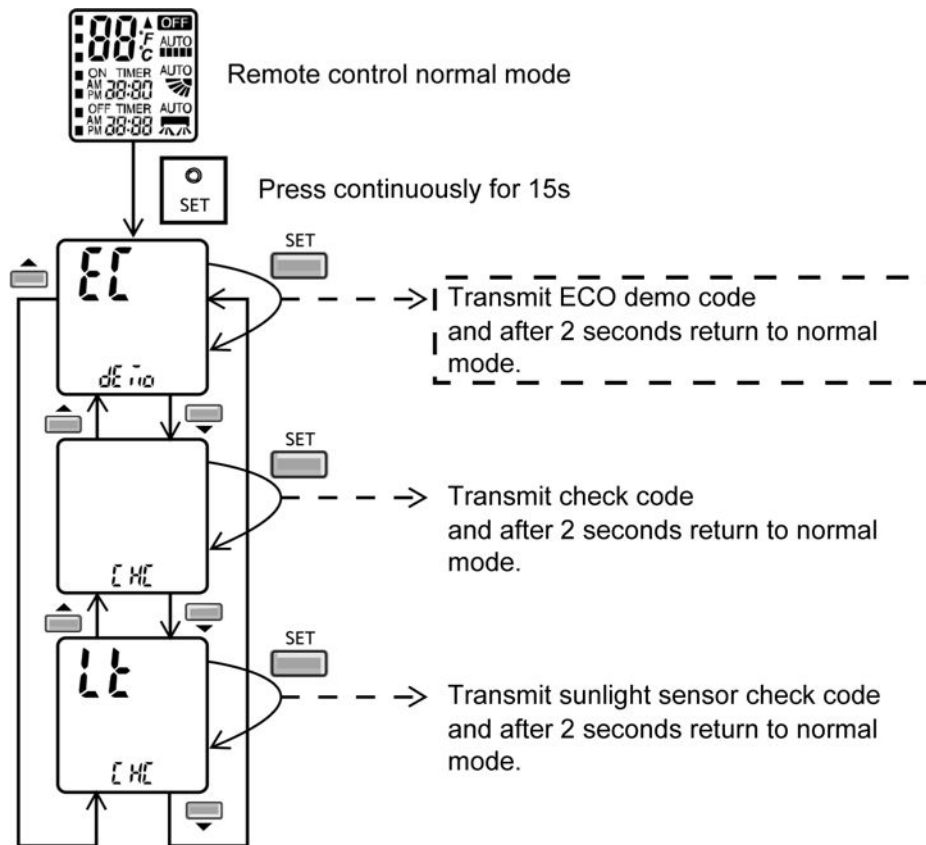 88 °F OFF
°C AUTO
ON TIMER AUTO
AM
PM 38:80
OFF TIMER AUTO
AM
PM 38:88
Remote control normal mode
SET
Press continuously for 15s
EC
dEmo
SET
Transmit ECO demo code
and after 2 seconds return to normal
mode.
CHC
SET
Transmit check code
and after 2 seconds return to normal
mode.
Lt
CHC
SET
Transmit sunlight sensor check code
and after 2 seconds return to normal
mode.